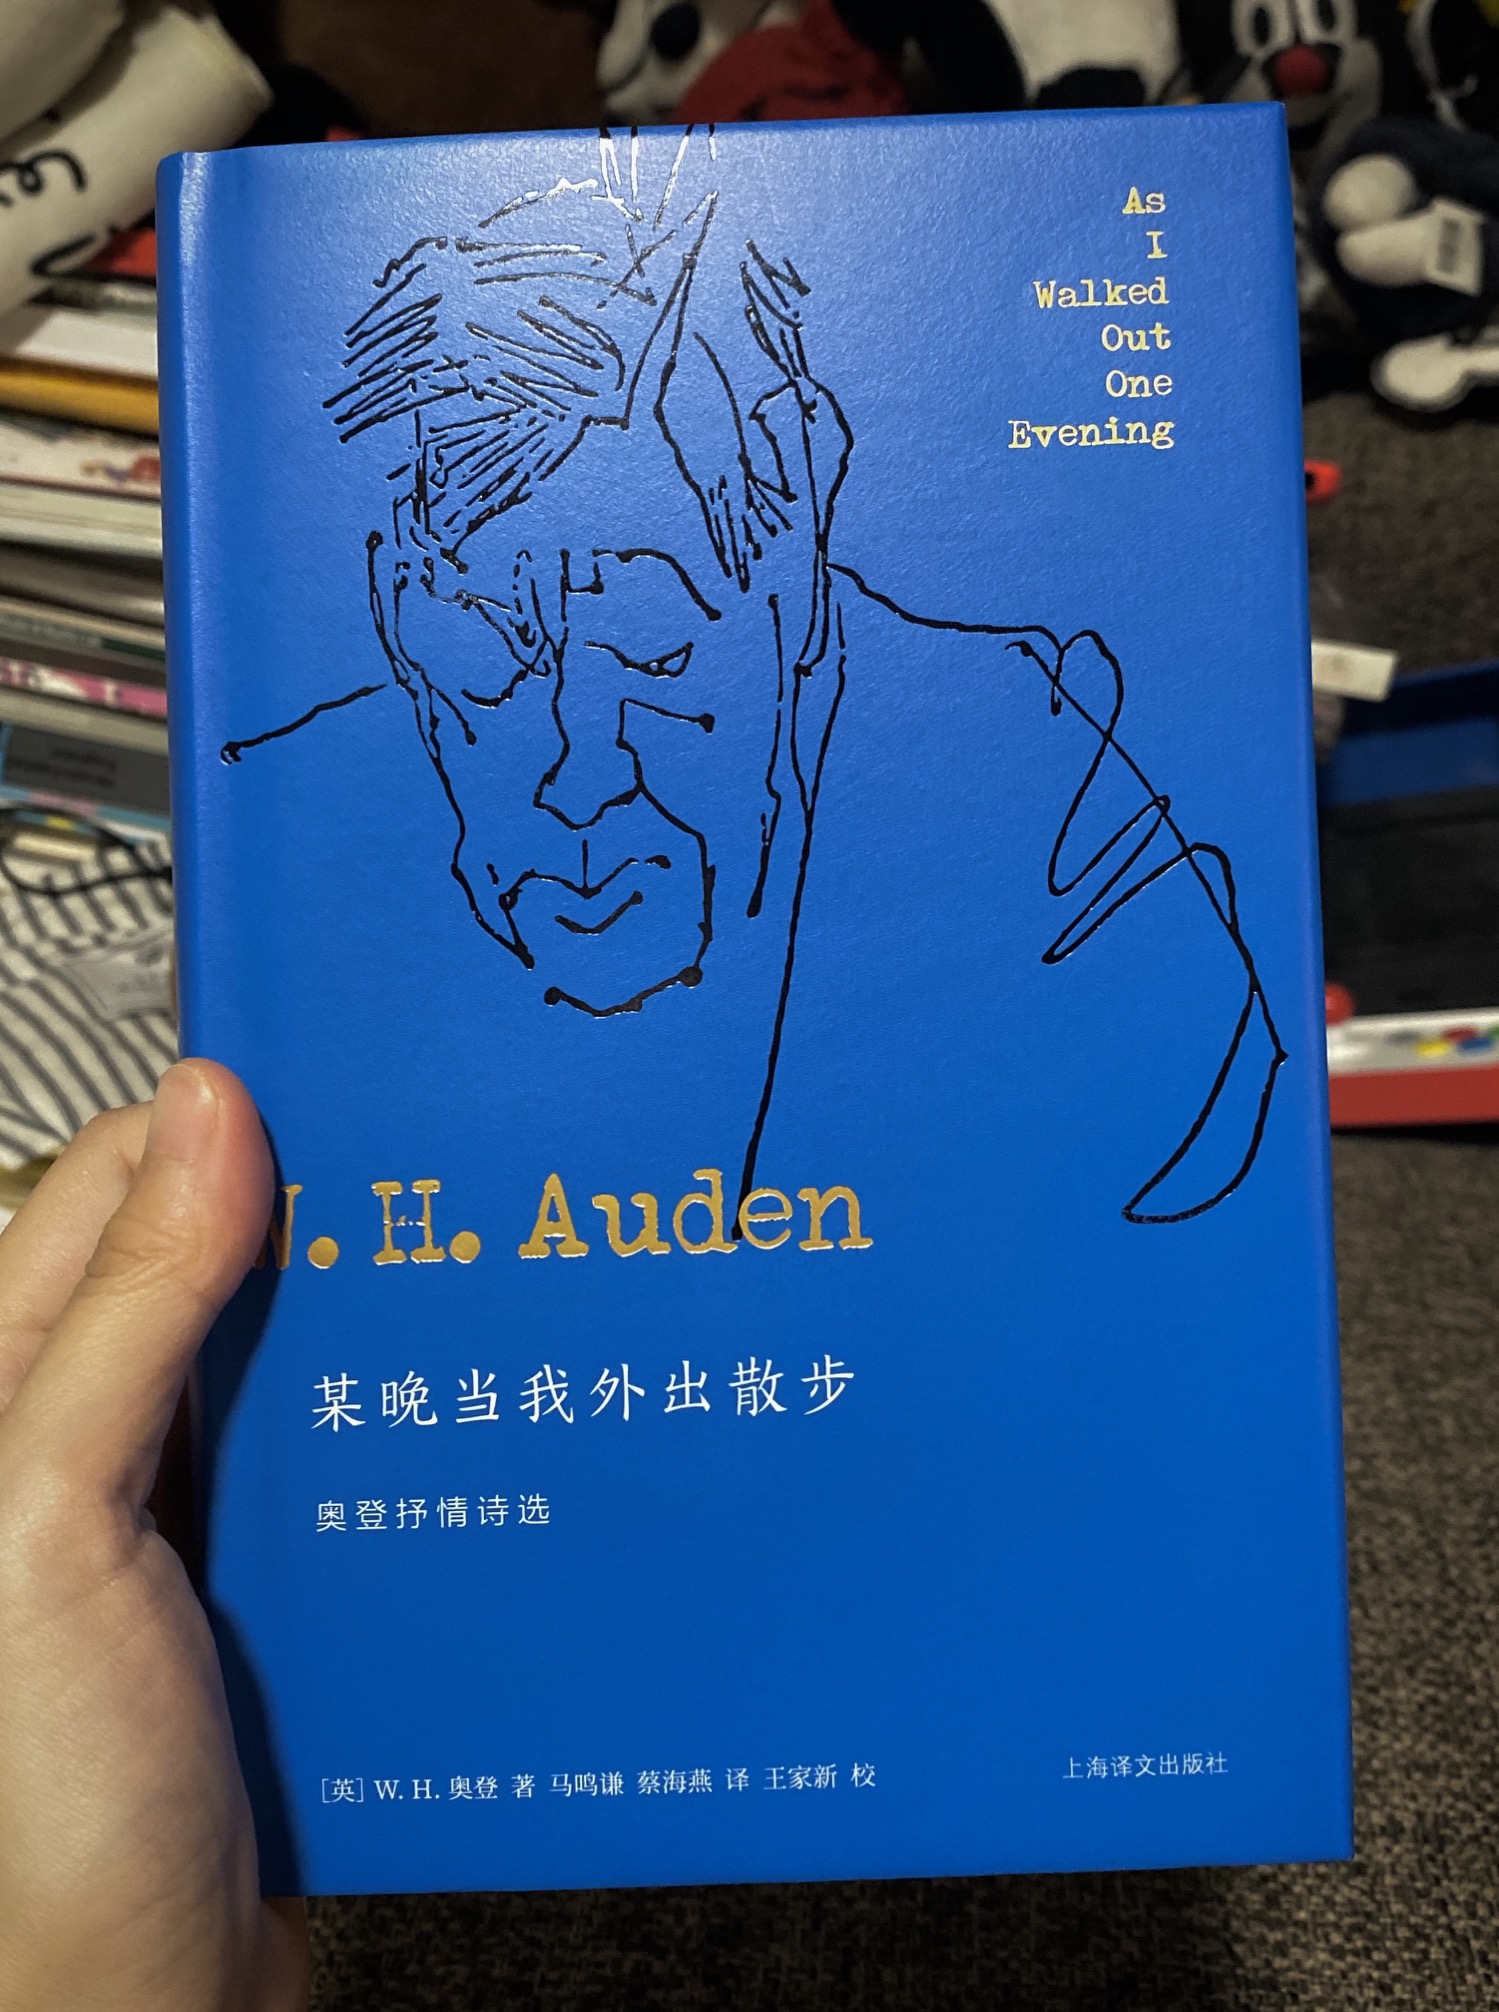 As
I
Walked
Out
One
Evening
W. H. Auden
某晚当我外出散步
奥登抒情诗选
[英] W. H. 奥登 著 马鸣谦 蔡海燕 译 王家新 校
上海译文出版社